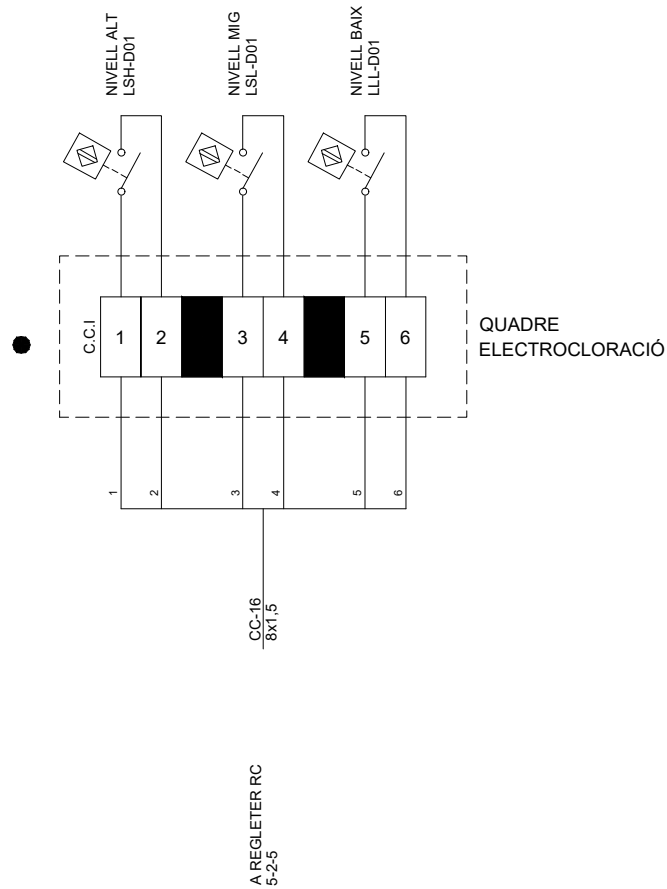 NIVELL ALT
LSH-D01
NIVELL MIG
LSL-D01
NIVELL BAIX
LLL-D01
C.C.I
1
2
3
4
5
6
QUADRE
ELECTROCLORACIÓ
1
2
3
4
5
6
CC-16
8x1,5
A REGLETER RC
5-2-5